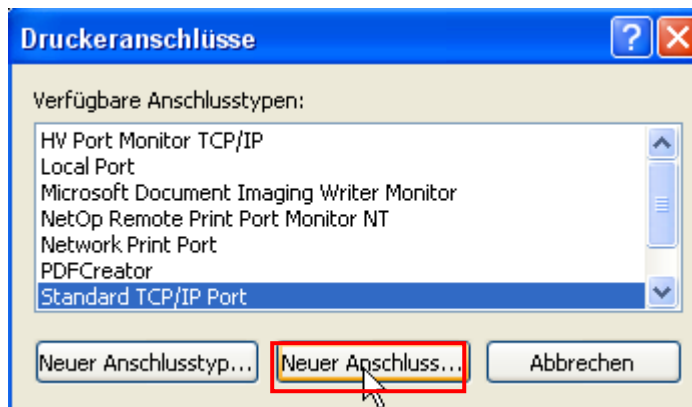 Druckeranschlüsse
Verfügbare Anschlusstypen:
HV Port Monitor TCP/IP
Local Port
Microsoft Document Imaging Writer Monitor
NetOp Remote Print Port Monitor NT
Network Print Port
PDFCreator
Standard TCP/IP Port
Neuer Anschlusstyp... Neuer Anschluss... Abbrechen